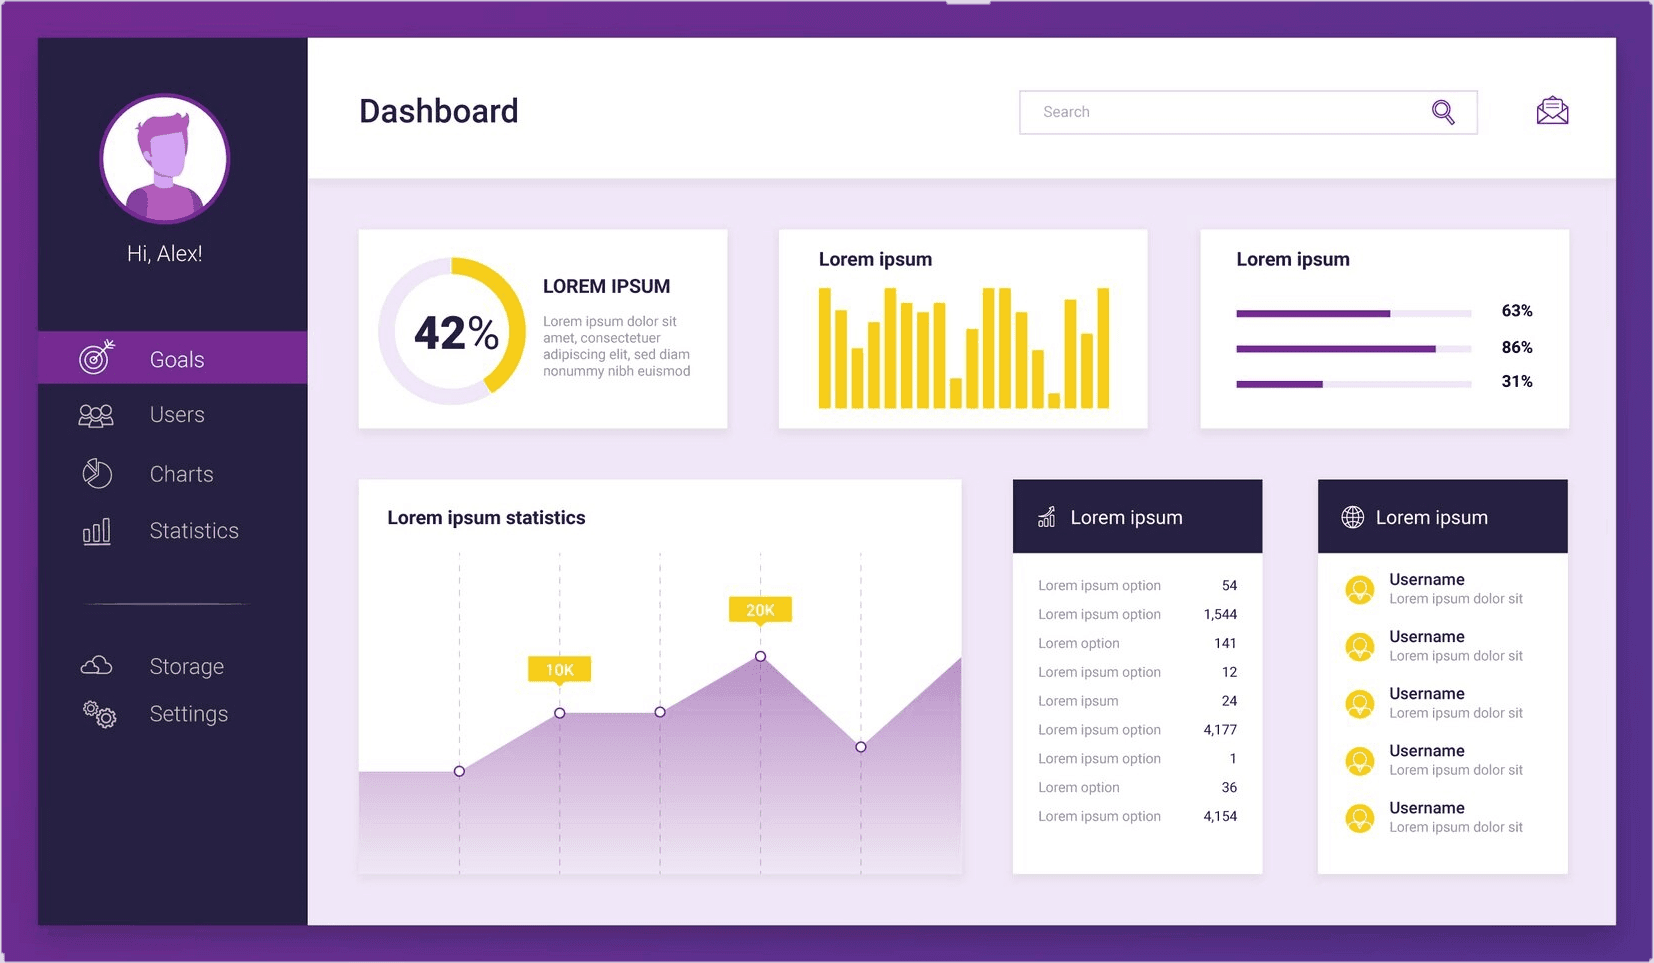 Hi, Alex!
Goals
Users
Charts
Statistics
Storage
Settings
Dashboard
Search
42%
LOREM IPSUM
Lorem ipsum dolor sit
amet, consectetuer
adipiscing elit, sed diam
nonummy nibh euismod
Lorem ipsum
Lorem ipsum
63%
86%
31%
Lorem ipsum statistics
10K
20K
Lorem ipsum
Lorem ipsum option 54
Lorem ipsum option 1,544
Lorem option 141
Lorem ipsum option 12
Lorem ipsum 24
Lorem ipsum option 4,177
Lorem ipsum option 1
Lorem option 36
Lorem ipsum option 4,154
Lorem ipsum
Username
Lorem ipsum dolor sit
Username
Lorem ipsum dolor sit
Username
Lorem ipsum dolor sit
Username
Lorem ipsum dolor sit
Username
Lorem ipsum dolor sit